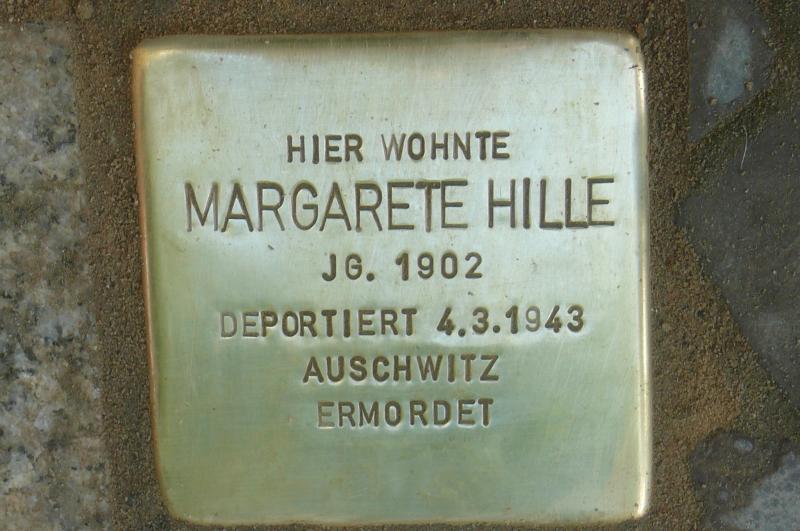 HIER WOHNTE
MARGARETE HILLE
JG. 1902
DEPORTIERT 4.3.1943
AUSCHWITZ
ERMORDET